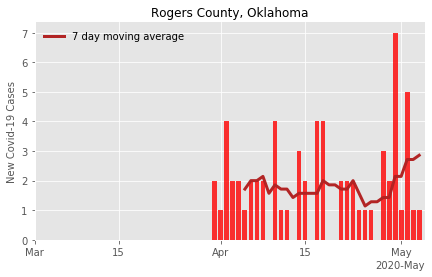 Rogers County, Oklahoma
7 day moving average
New Covid-19 Cases
7
6
5
4
3
2
1
0
Mar 15 Apr 15 May
2020-May